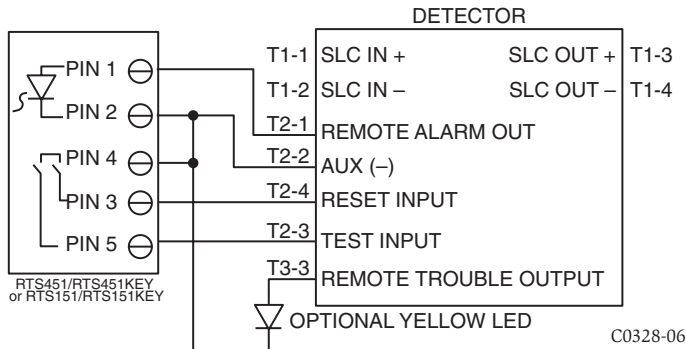 DETECTOR
T1-1 SLC IN + SLC OUT + T1-3
T1-2 SLC IN – SLC OUT – T1-4
PIN 1
PIN 2
PIN 4
PIN 3
PIN 5
T2-1 REMOTE ALARM OUT
T2-2 AUX (–)
T2-4 RESET INPUT
T2-3 TEST INPUT
T3-3 REMOTE TROUBLE OUTPUT
RTS451/RTS451KEY
or RTS151/RTS151KEY
OPTIONAL YELLOW LED
C0328-06